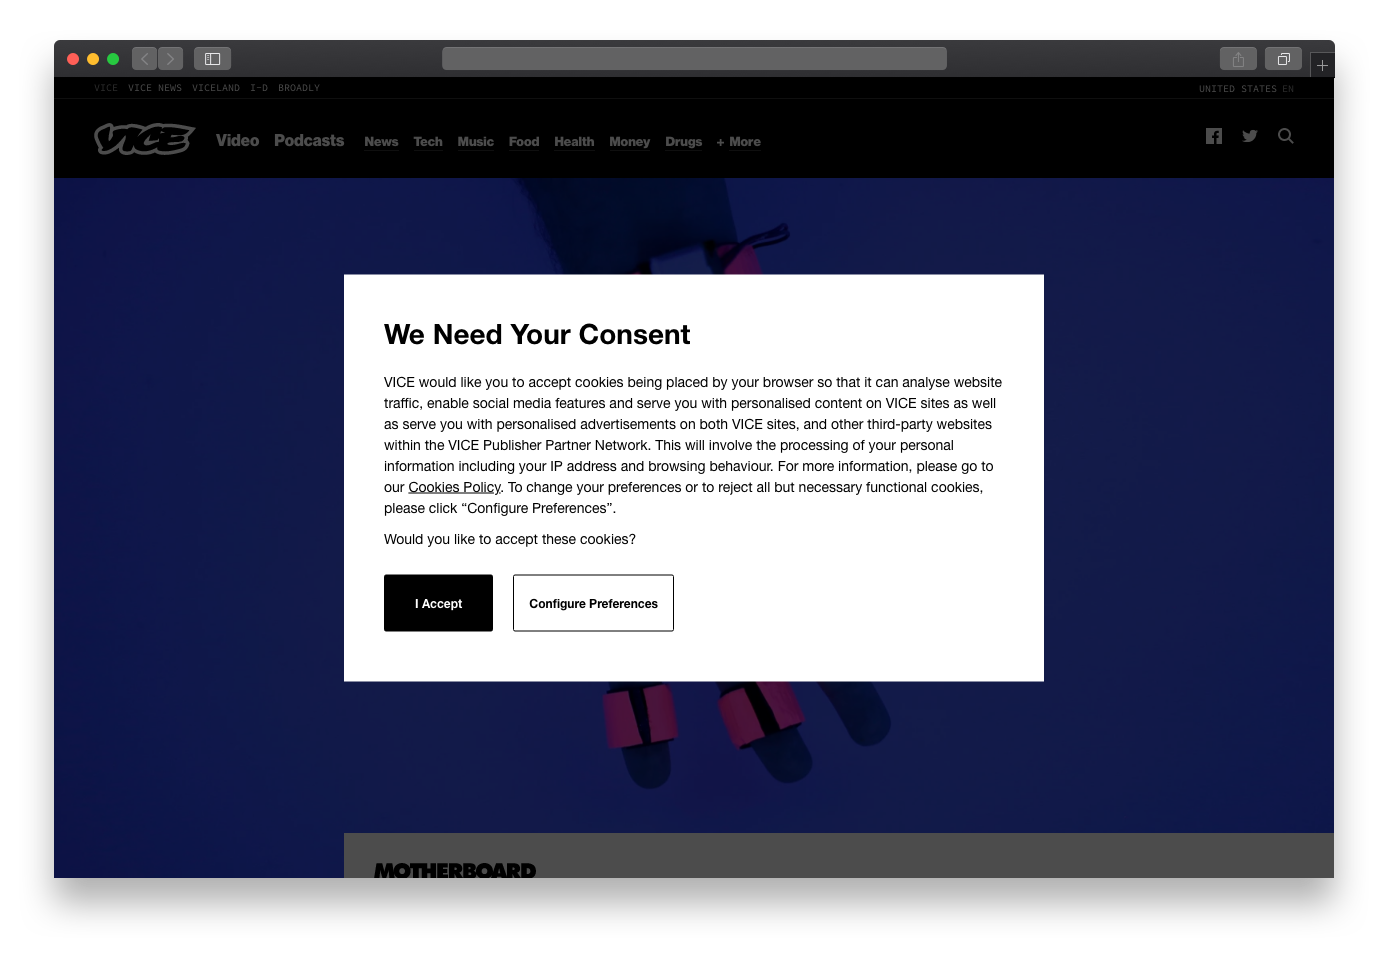 VICE VICE NEWS VICELAND I-D BROADLY
UNITED STATES EN
VICE Video Podcasts News Tech Music Food Health Money Drugs + More
We Need Your Consent
VICE would like you to accept cookies being placed by your browser so that it can analyse website
traffic, enable social media features and serve you with personalised content on VICE sites as well
as serve you with personalised advertisements on both VICE sites, and other third-party websites
within the VICE Publisher Partner Network. This will involve the processing of your personal
information including your IP address and browsing behaviour. For more information, please go to
our Cookies Policy. To change your preferences or to reject all but necessary functional cookies,
please click “Configure Preferences”.
Would you like to accept these cookies?
I Accept
Configure Preferences
MOTHERBOARD